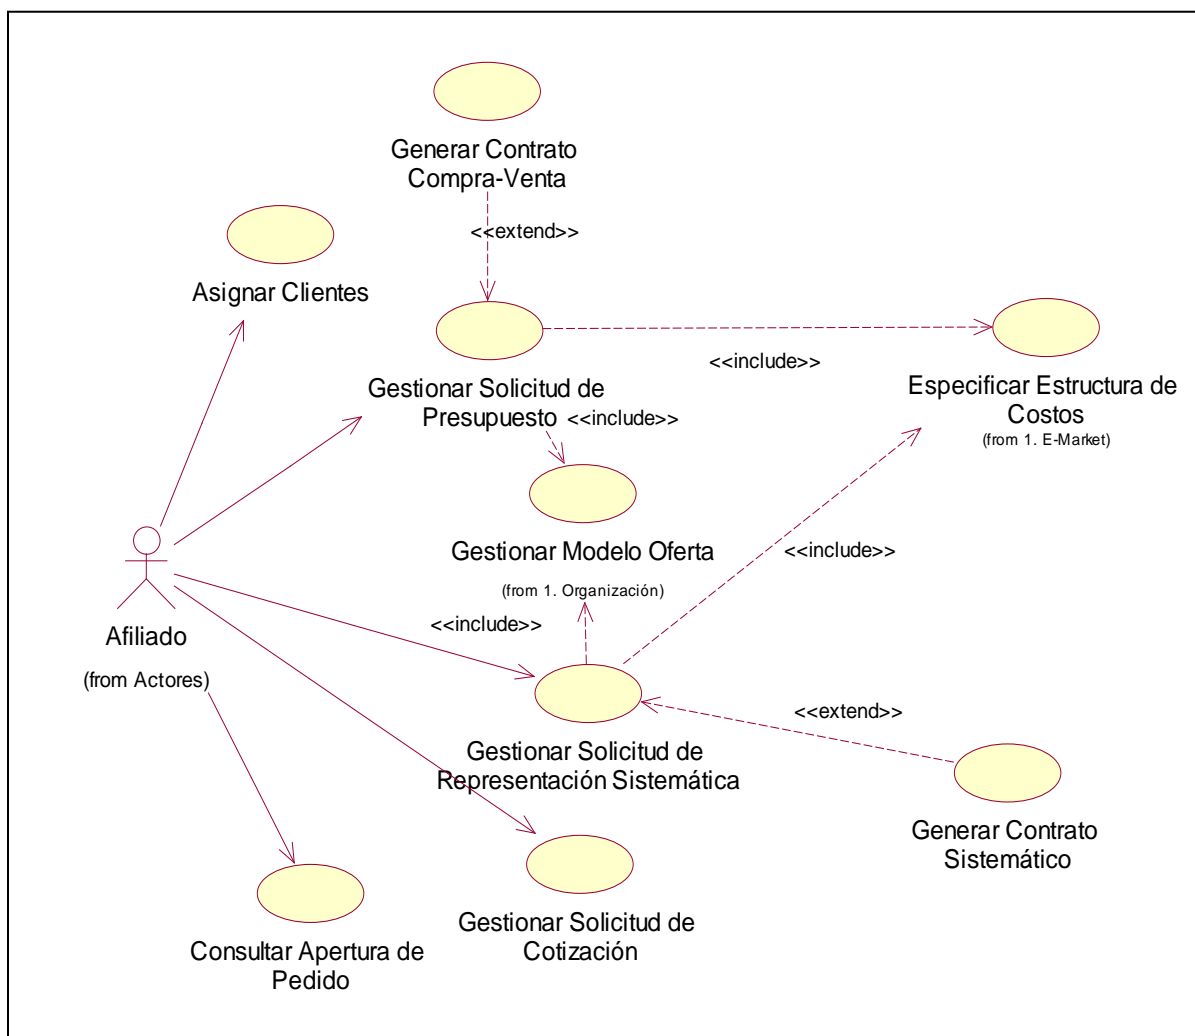 Generar Contrato
Compra-Venta
<<extend>>
Asignar Clientes
Gestionar Solicitud de
Presupuesto
<<include>>
<<include>>
Especificar Estructura de
Costos
(from 1. E-Market)
Gestionar Modelo Oferta
(from 1. Organización)
<<include>>
<<include>>
Afiliado
(from Actores)
Gestionar Solicitud de
Representación Sistemática
<<extend>>
Generar Contrato
Sistemático
Gestionar Solicitud de
Cotización
Consultar Apertura de
Pedido